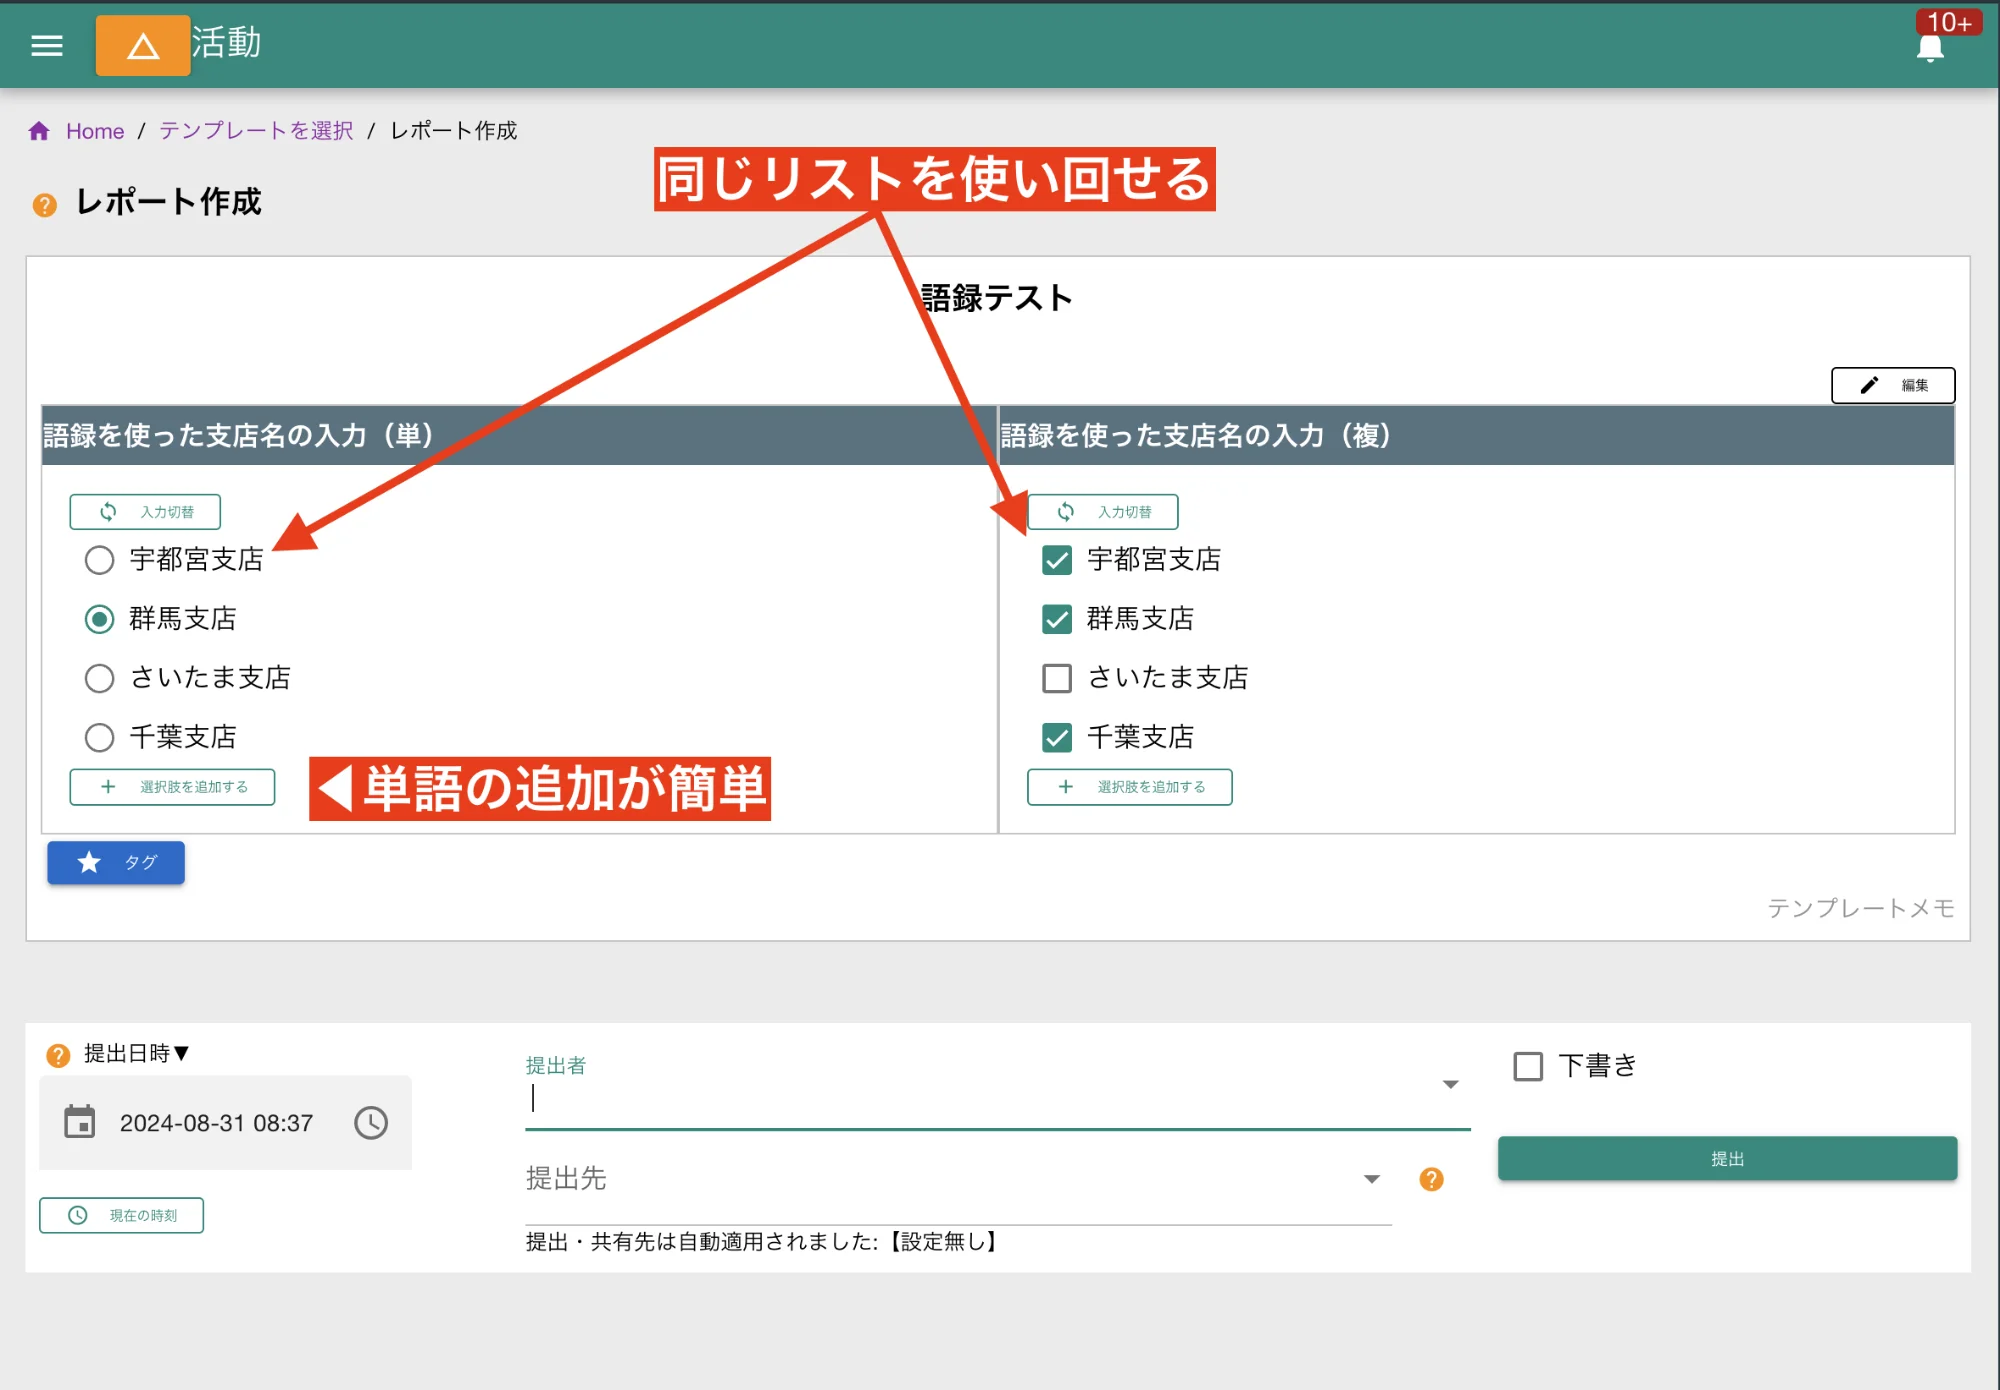 活動
10+
Home / テンプレートを選択 / レポート作成
同じリストを使い回せる
? レポート作成
語録テスト
編集
語録を使った支店名の入力（単）
入力切替
宇都宮支店
群馬支店
さいたま支店
千葉支店
+ 選択肢を追加する
◀単語の追加が簡単
語録を使った支店名の入力（複）
入力切替
宇都宮支店
群馬支店
さいたま支店
千葉支店
+ 選択肢を追加する
★ タグ
テンプレートメモ
? 提出日時▼
2024-08-31 08:37
現在の時刻
提出者
提出先
?
提出・共有先は自動適用されました:【設定無し】
下書き
提出